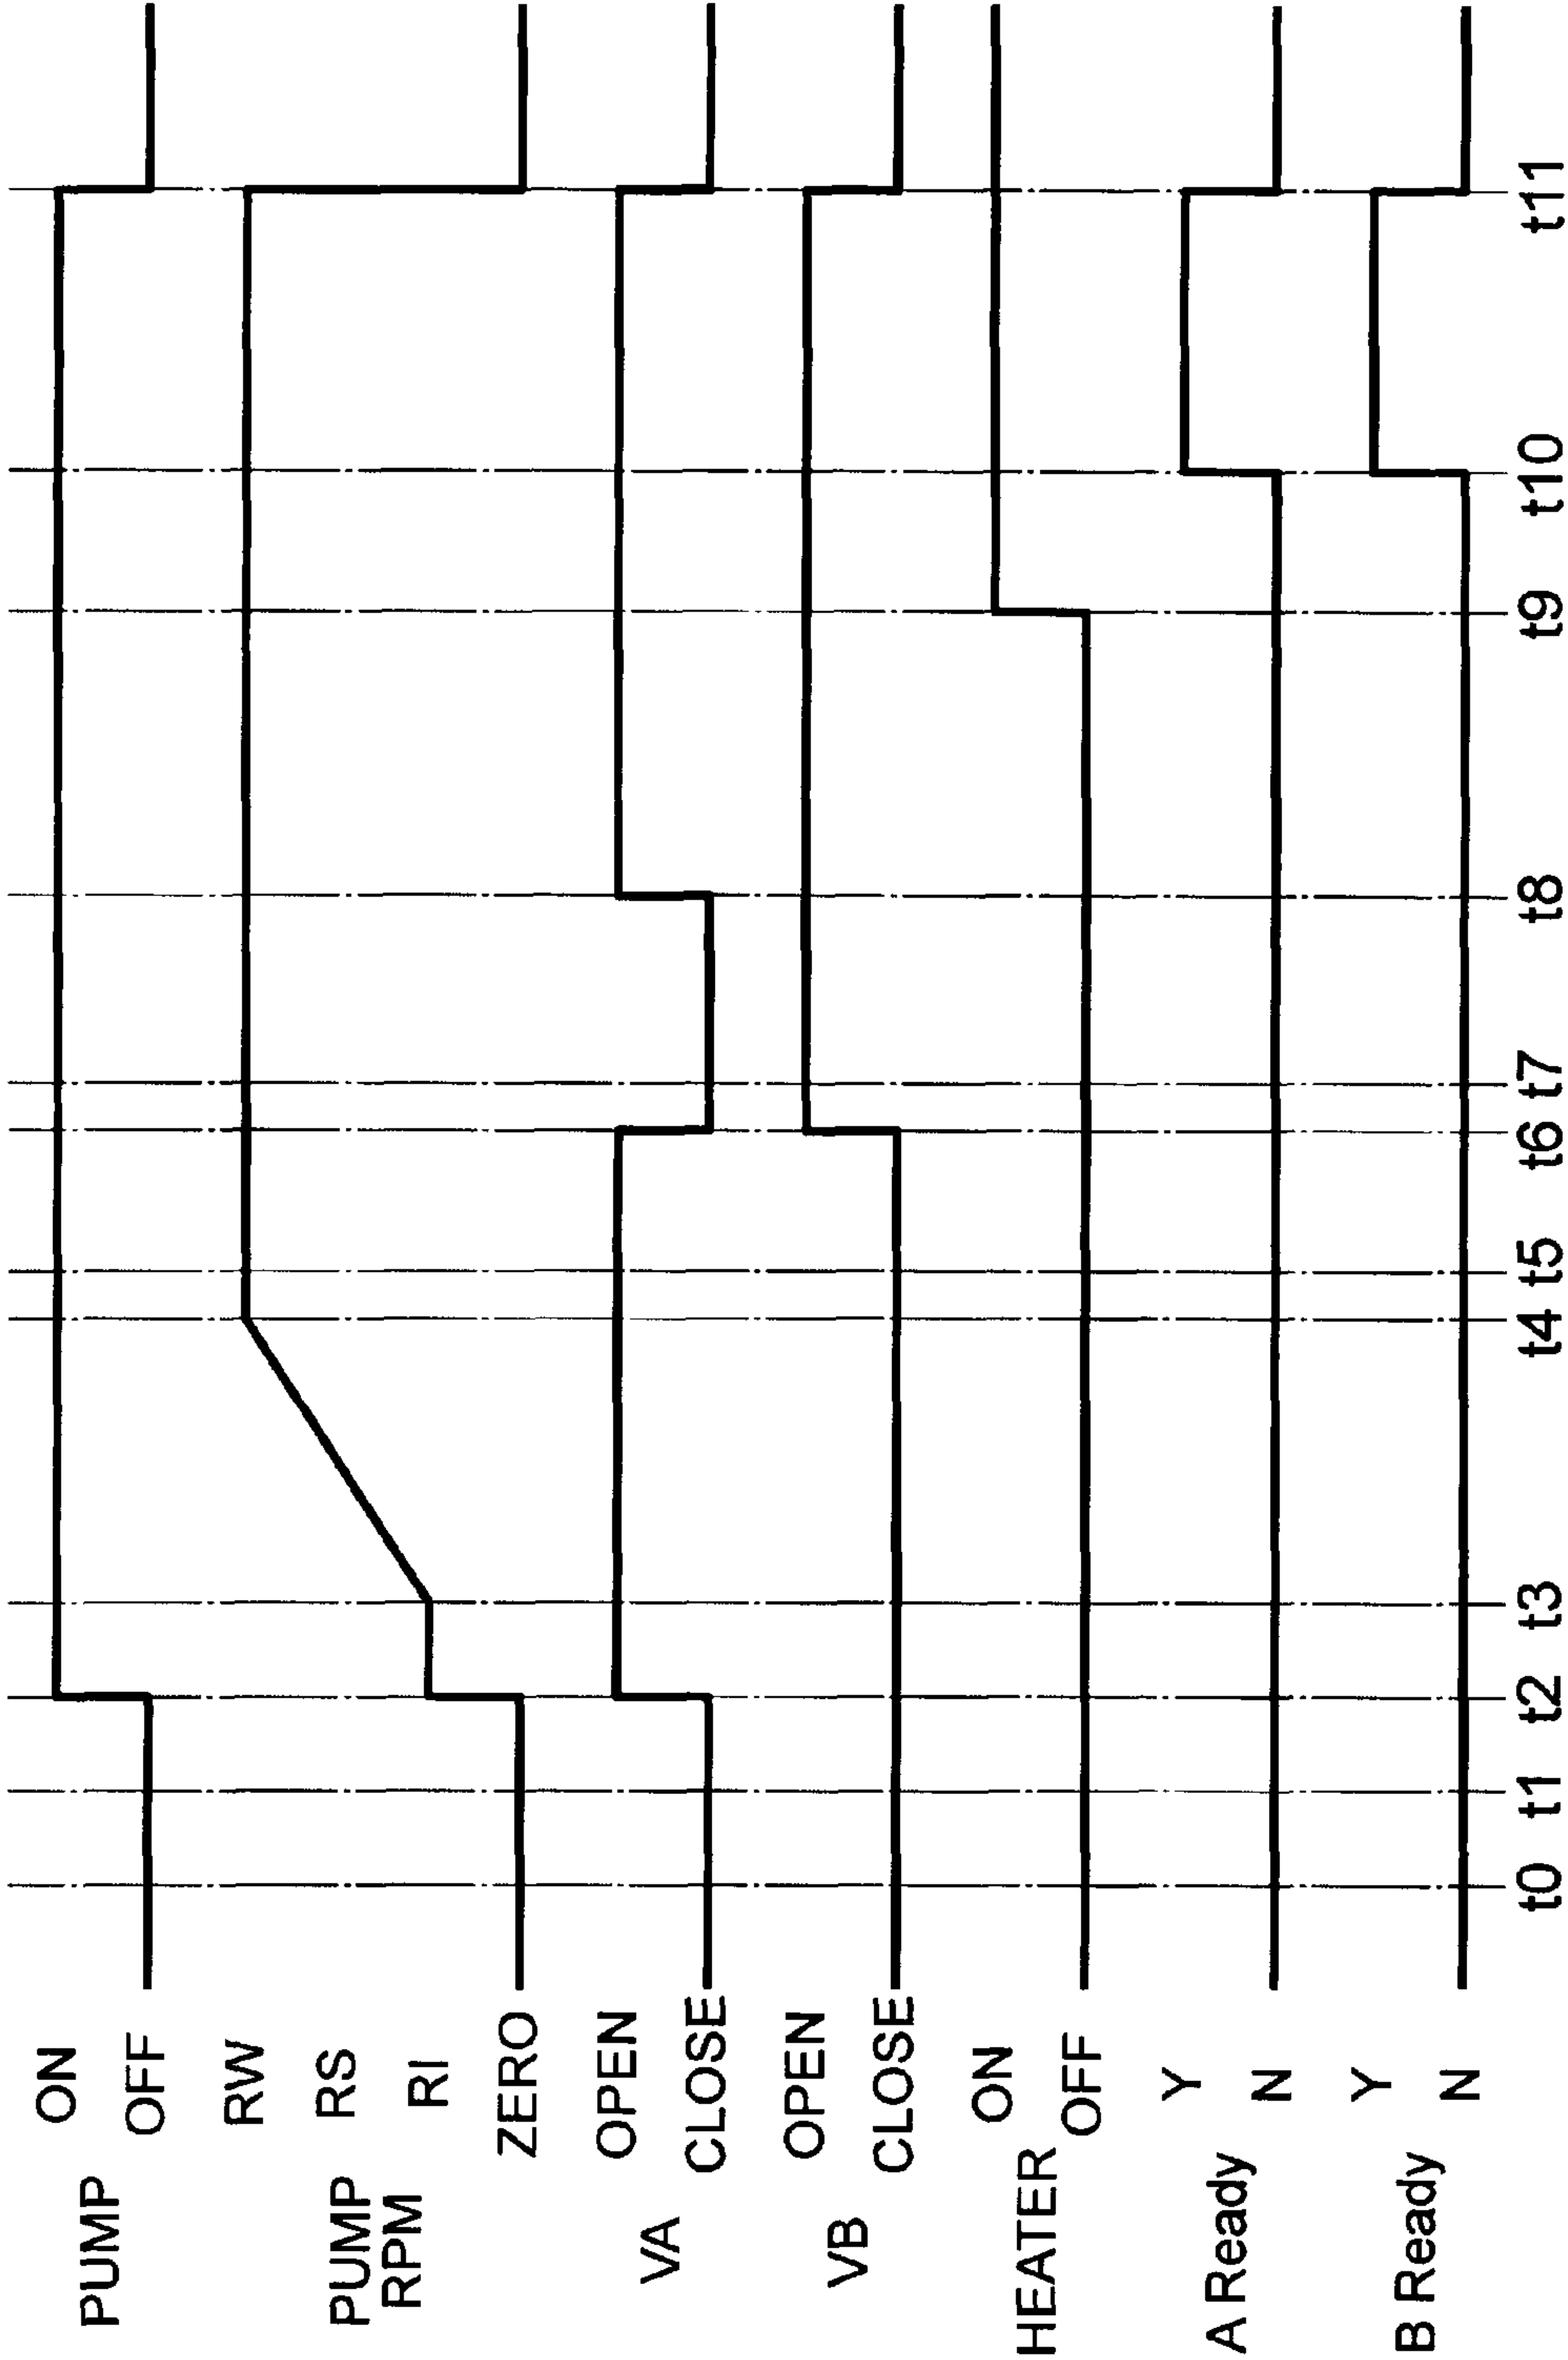 PUMP
ON
OFF
PUMP
RPM
RW
RS
RI
ZERO
VA
OPEN
CLOSE
VB
OPEN
CLOSE
HEATER
ON
OFF
A Ready
Y
N
B Ready
Y
N
t0 t1 t2 t3 t4 t5 t6 t7 t8 t9 t10 t11